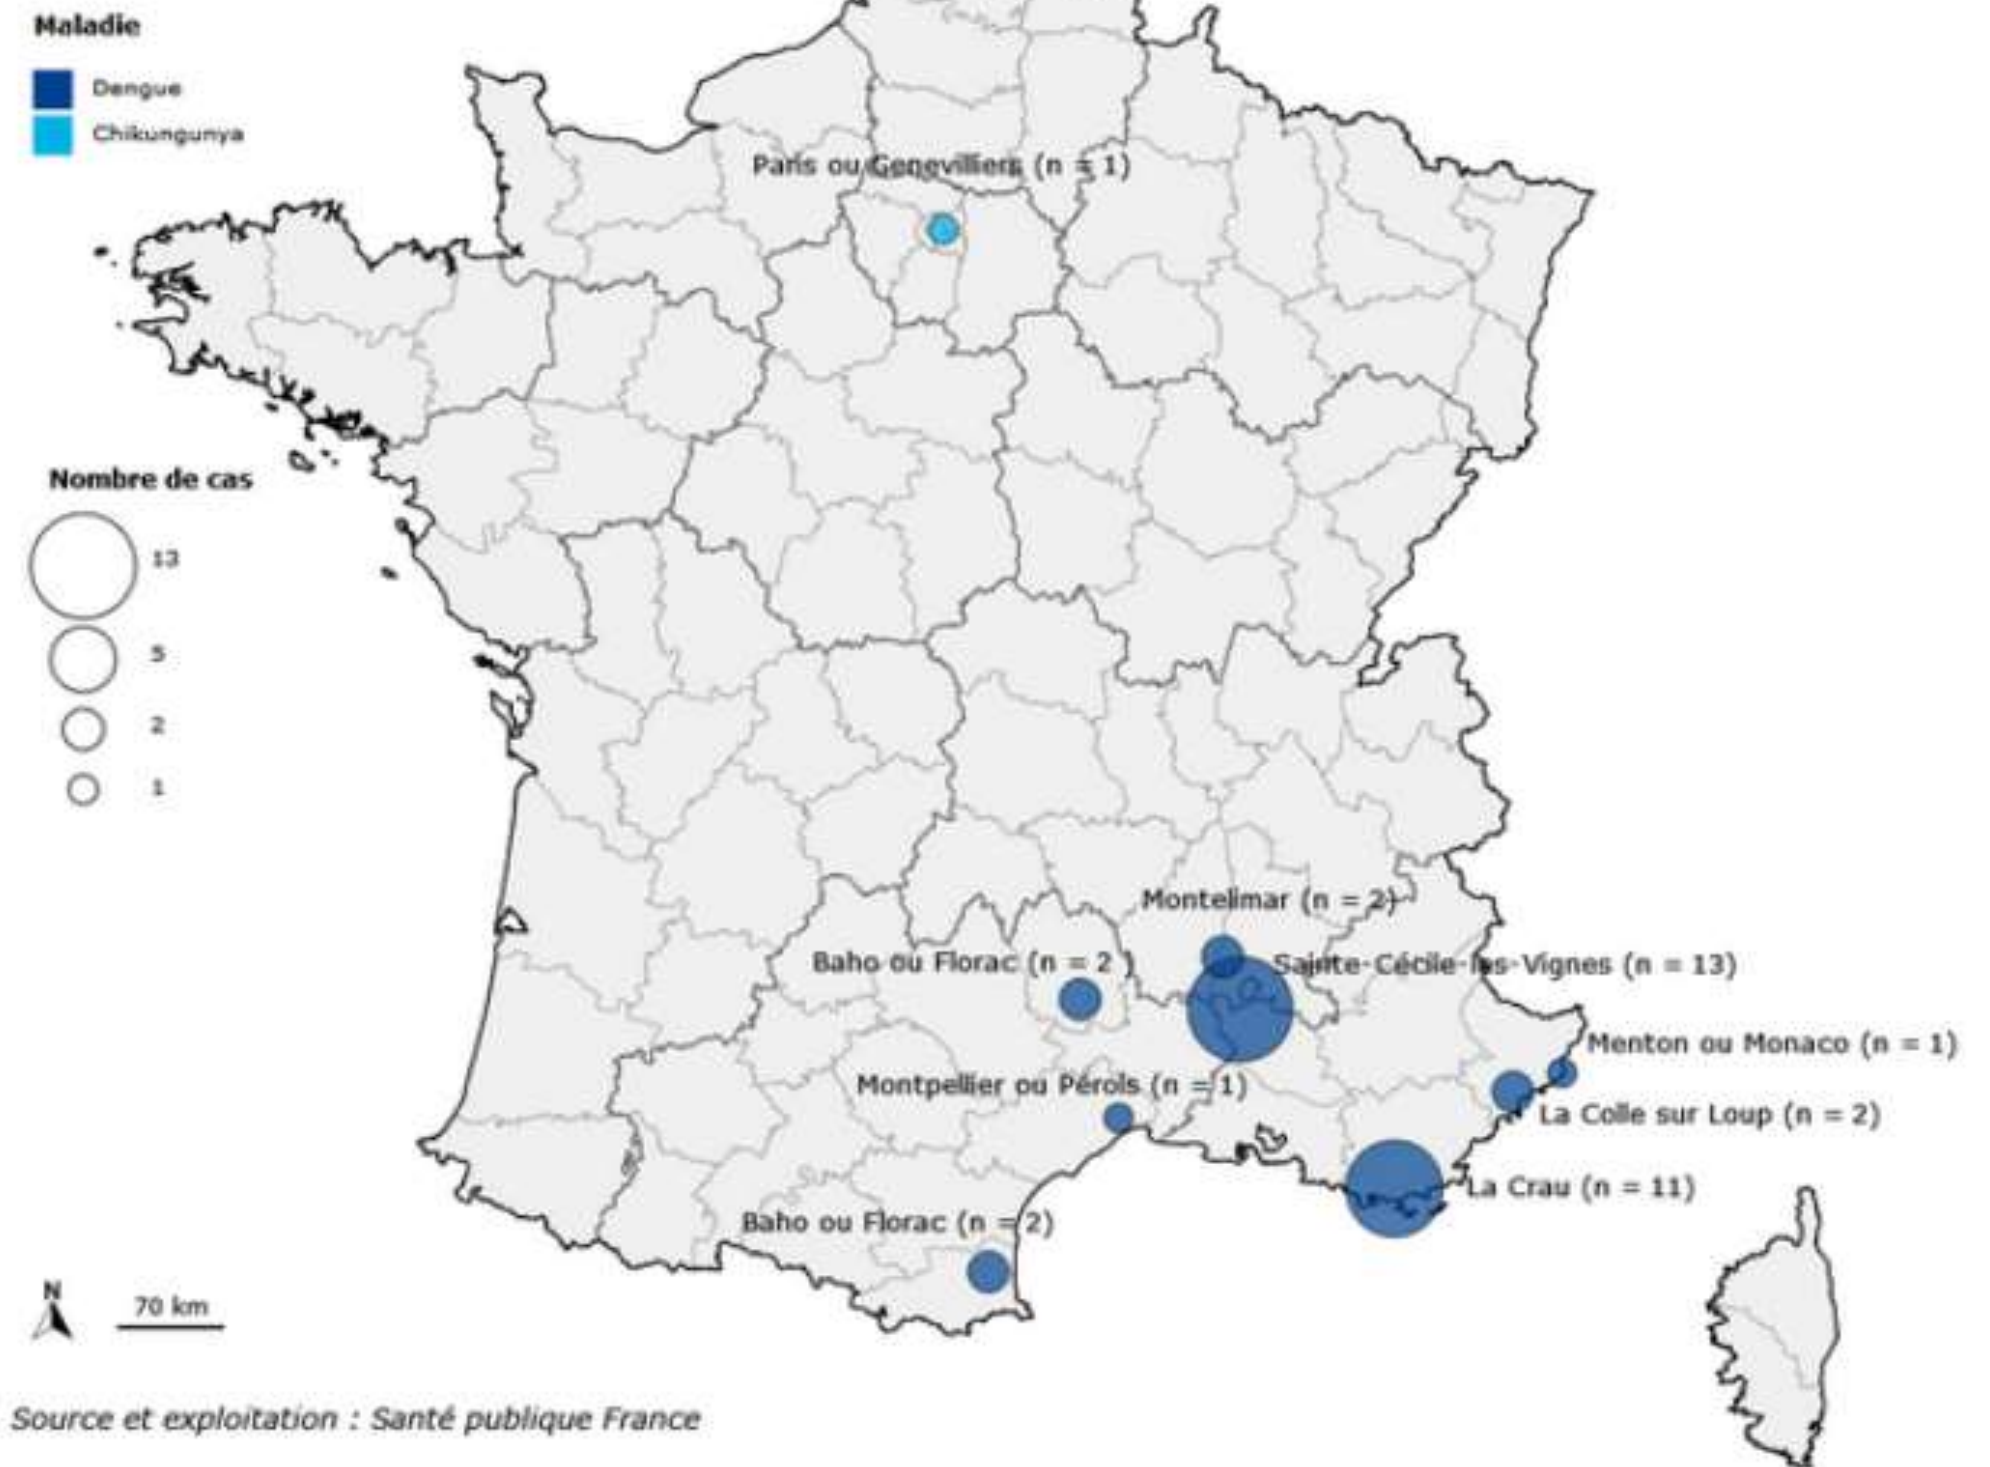 Maladie
Dengue
Chikungunya
Paris ou Genevilliers (n = 1)
Nombre de cas
13
5
2
1
Montelimar (n = 2)
Baho ou Florac (n = 2 )
Sainte-Cécile-les-Vignes (n = 13)
Menton ou Monaco (n = 1)
Montpellier ou Pérols (n = 1)
La Colle sur Loup (n = 2)
La Crau (n = 11)
Baho ou Florac (n = 2)
N
70 km
Source et exploitation : Santé publique France